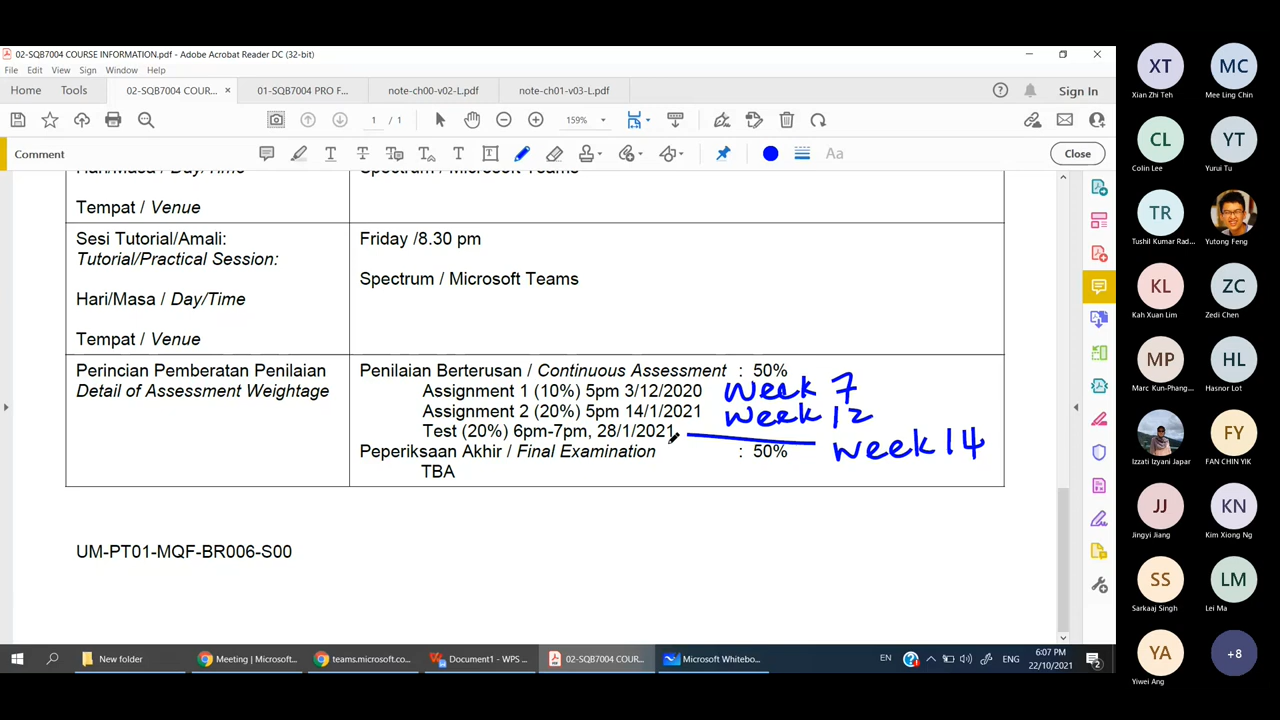 02-SQB7004 COURSE INFORMATION.pdf - Adobe Acrobat Reader DC (32-bit)
File Edit View Sign Window Help
Home Tools 02-SQB7004 COUR... × 01-SQB7004 PRO F... note-ch00-v02-L.pdf note-ch01-v03-L.pdf Sign In
1 / 1 159%
Comment Aa Close
Hari/Masa / Day/Time Spectrum / Microsoft Teams
Tempat / Venue
Sesi Tutorial/Amali: Friday /8.30 pm
Tutorial/Practical Session:
Spectrum / Microsoft Teams
Hari/Masa / Day/Time
Tempat / Venue
Perincian Pemberatan Penilaian Penilaian Berterusan / Continuous Assessment : 50%
Detail of Assessment Weightage Assignment 1 (10%) 5pm 3/12/2020 Week 7
Assignment 2 (20%) 5pm 14/1/2021 Week 12
Test (20%) 6pm-7pm, 28/1/2021 Week 14
Peperiksaan Akhir / Final Examination : 50%
TBA
UM-PT01-MQF-BR006-S00
New folder Meeting | Microsoft... teams.microsoft.co... Document1 - WPS ... 02-SQB7004 COUR... Microsoft Whitebo...
EN ENG 6:07 PM
22/10/2021 2
XT MC
Xian Zhi Teh Mee Ling Chin
CL YT
Colin Lee Yurui Tu
TR
Tushil Kumar Rad... Yutong Feng
KL ZC
Kah Xuan Lim Zedi Chen
MP HL
Marc Kun-Phang... Hasnor Lot
FY
Izzati Izyani Japar FAN CHIN YIK
JJ KN
Jingyi Jiang Kim Xiong Ng
SS LM
Sarkaaj Singh Lei Ma
YA +8
Yiwei Ang